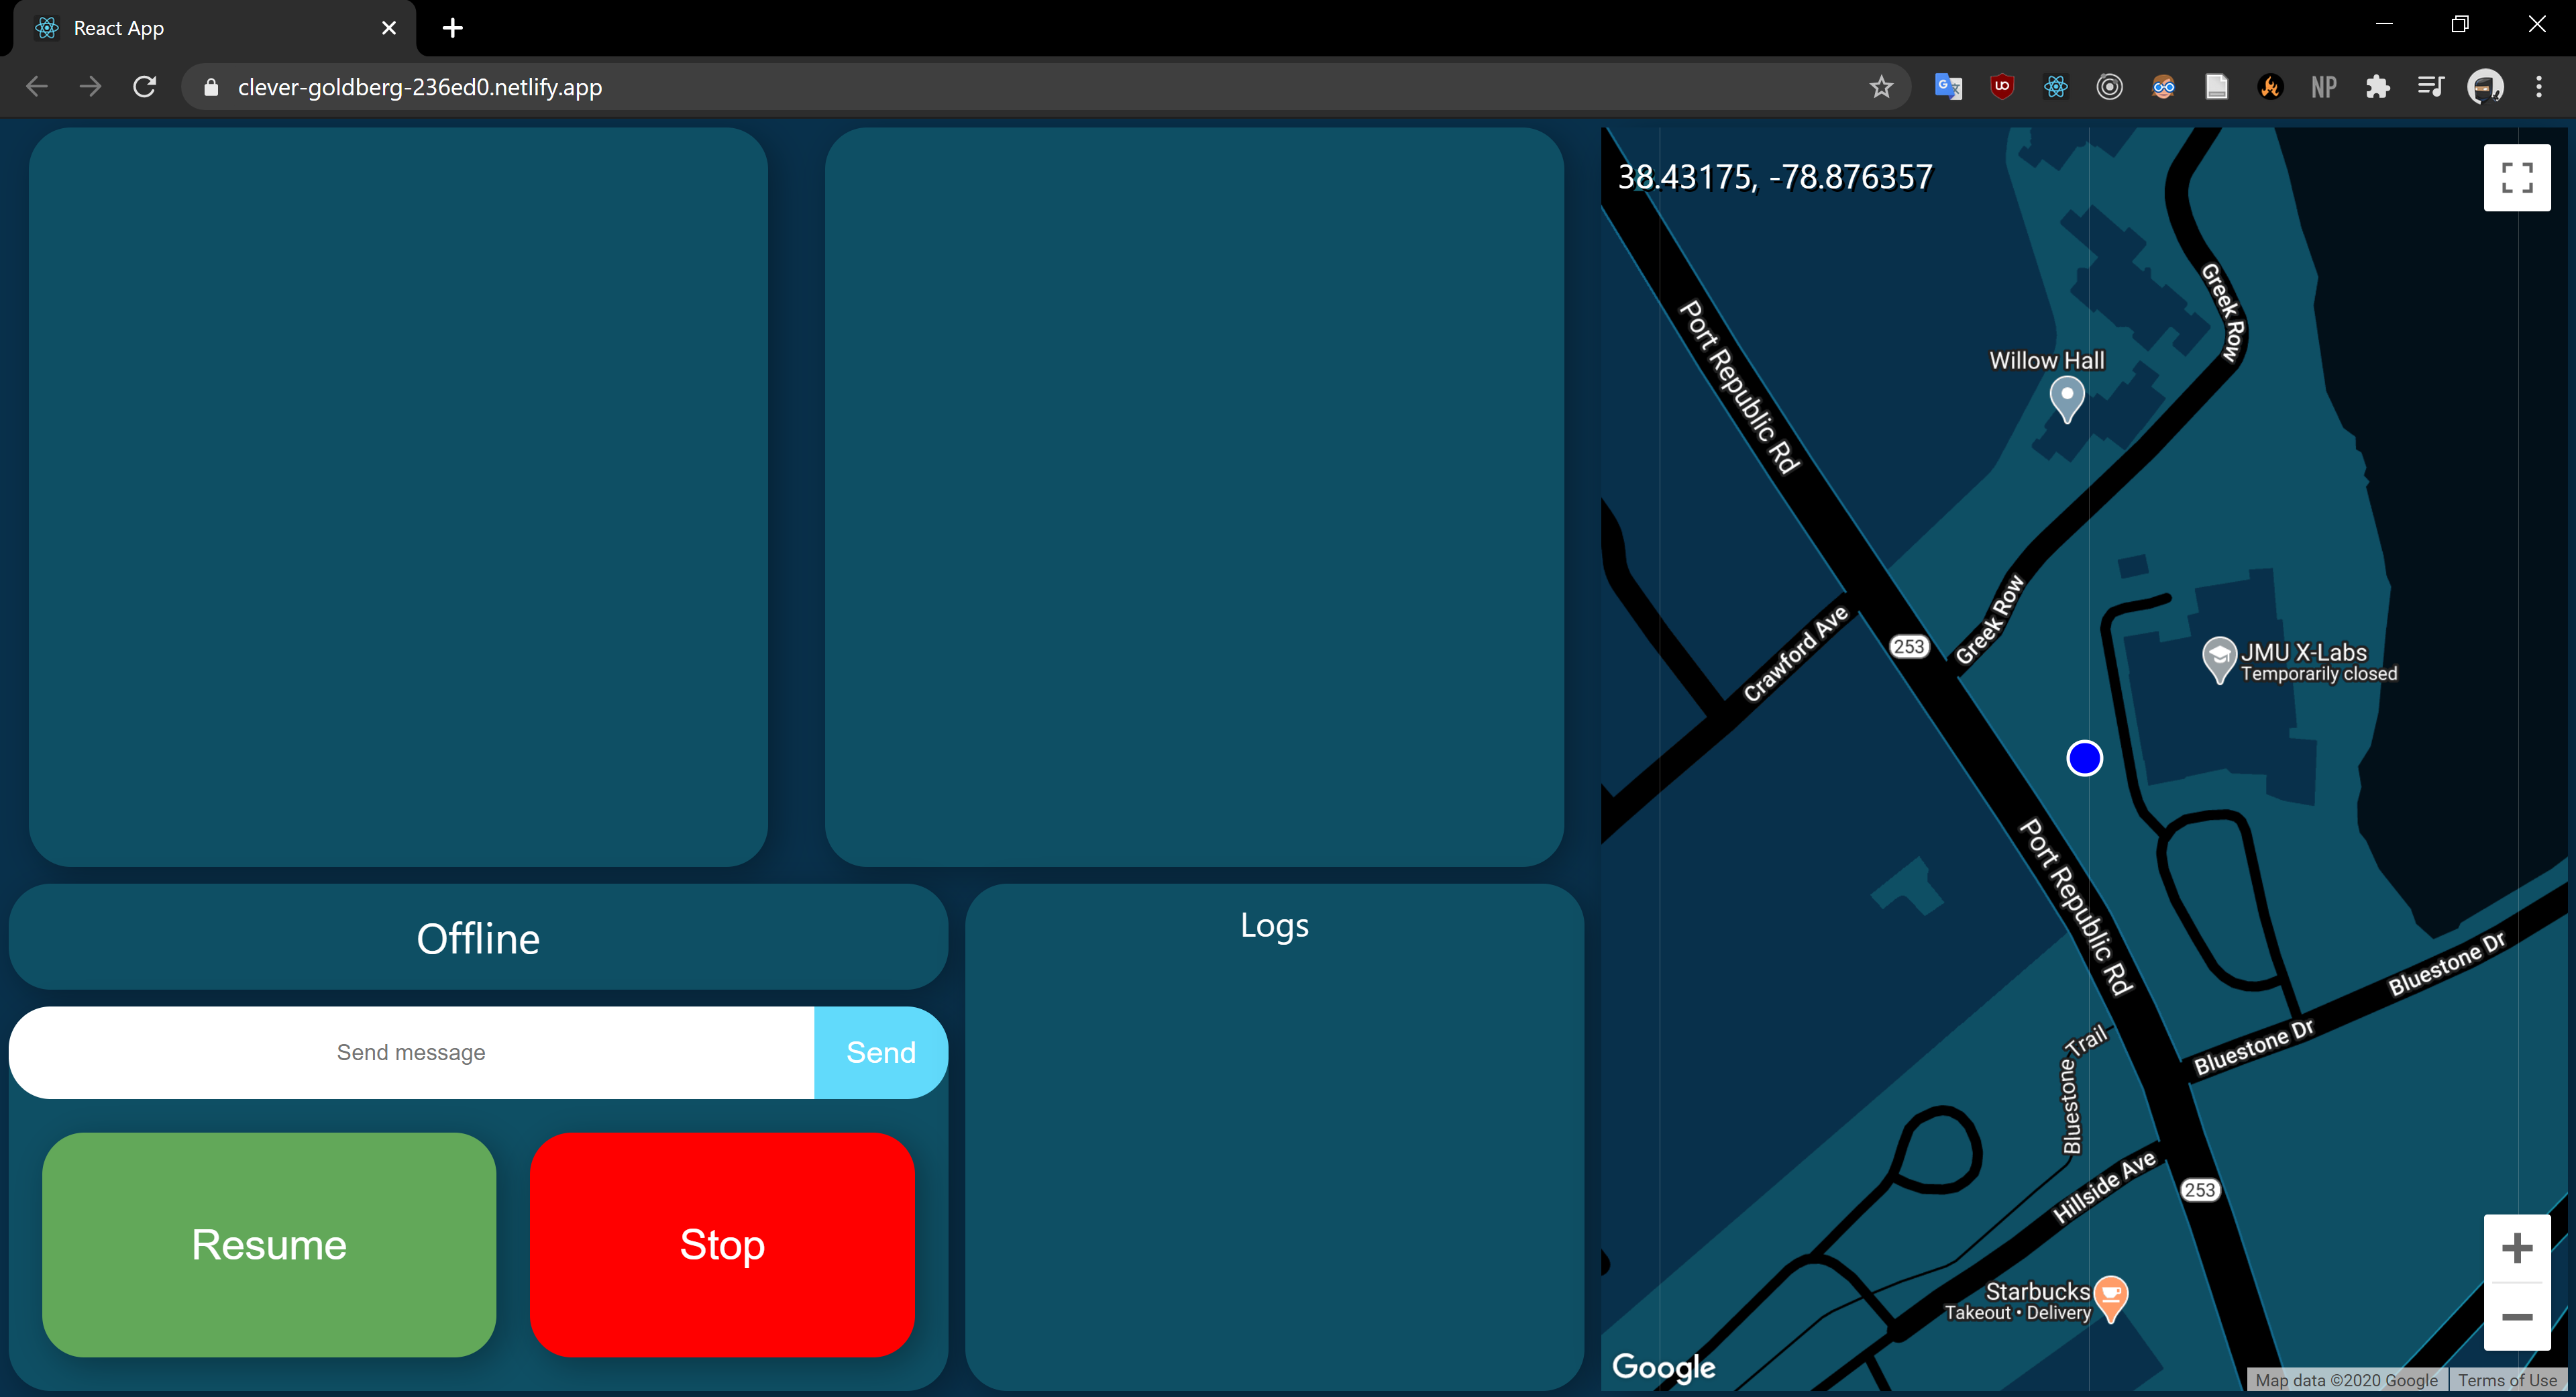 React App
clever-goldberg-236ed0.netlify.app
NP
38.43175, -78.876357
Greek Row
Port Republic Rd
Willow Hall
Greek Row
Crawford Ave
253
JMU X-Labs
Temporarily closed
Port Republic Rd
Offline
Logs
Bluestone Dr
Send message
Send
Bluestone Dr
Bluestone Trail
Hillside Ave
253
Resume
Stop
Starbucks
Takeout • Delivery
Google
Map data ©2020 Google
Terms of Use